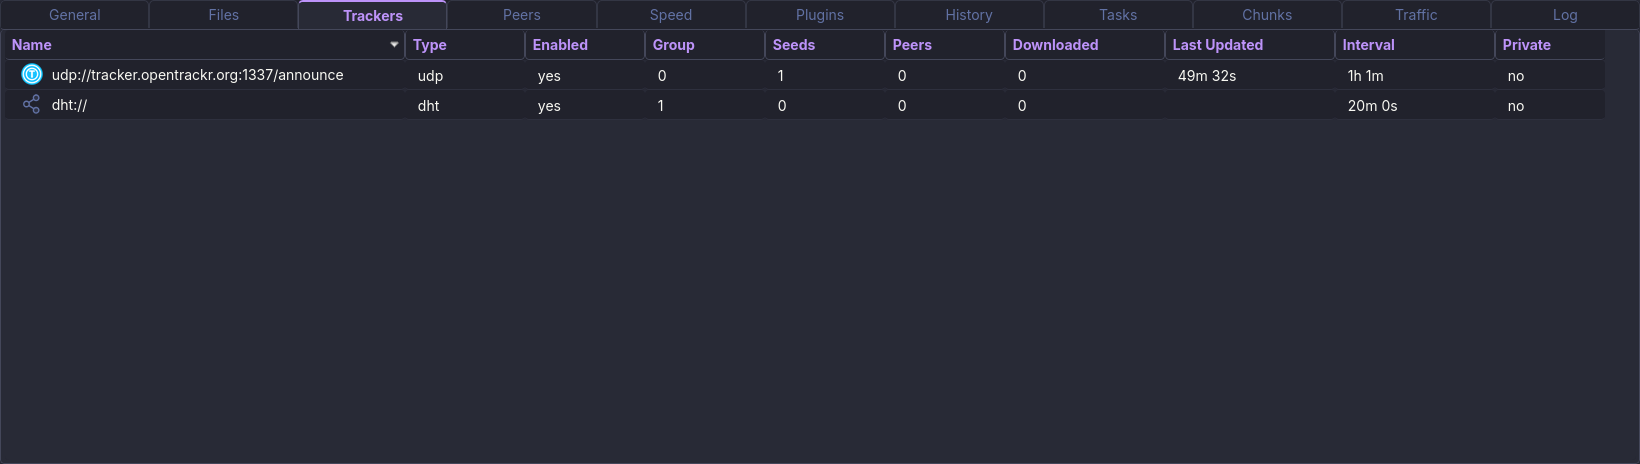 General Files Trackers Peers Speed Plugins History Tasks Chunks Traffic Log
Name Type Enabled Group Seeds Peers Downloaded Last Updated Interval Private
udp://tracker.opentrackr.org:1337/announce udp yes 0 1 0 0 49m 32s 1h 1m no
dht:// dht yes 1 0 0 0 20m 0s no